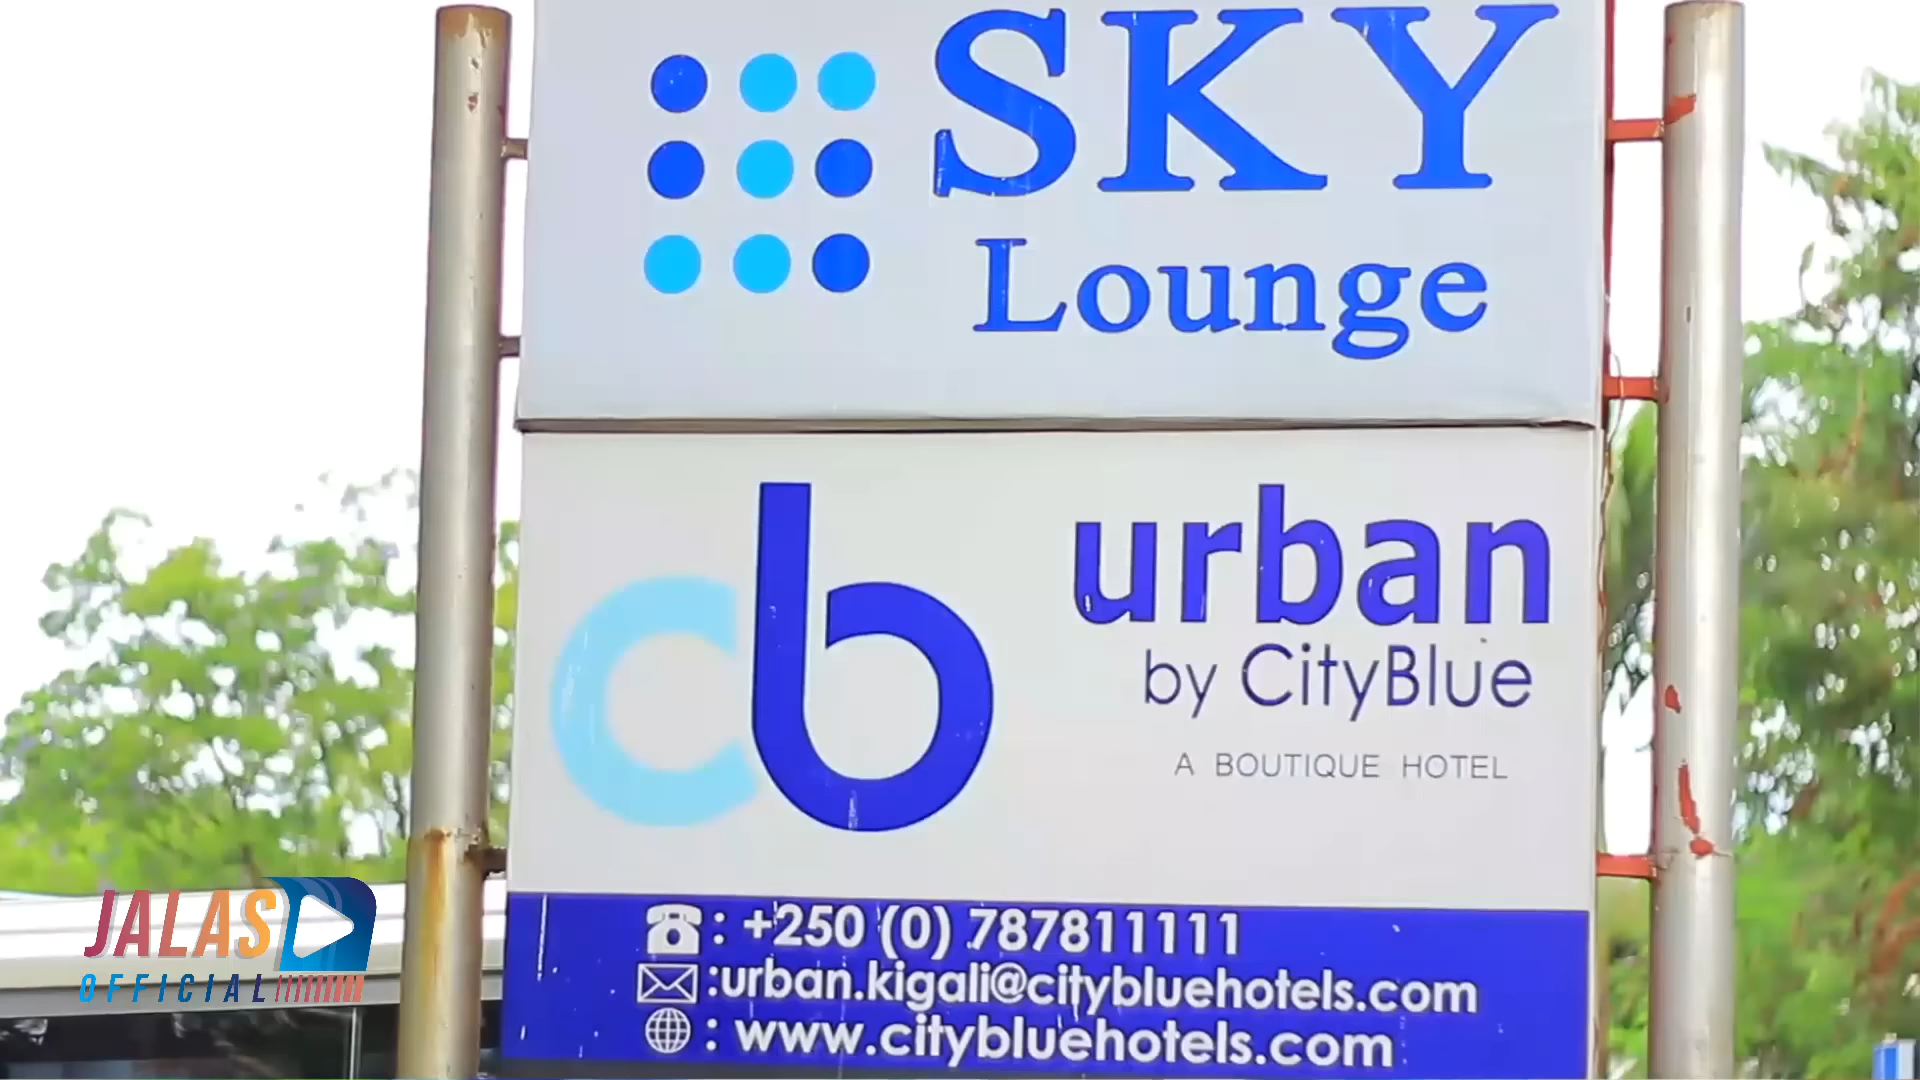 SKY
Lounge
cb
urban
by CityBlue
A BOUTIQUE HOTEL
: +250 (0) 787811111
:urban.kigali@citybluehotels.com
: www.citybluehotels.com
JALAS
OFFICIAL